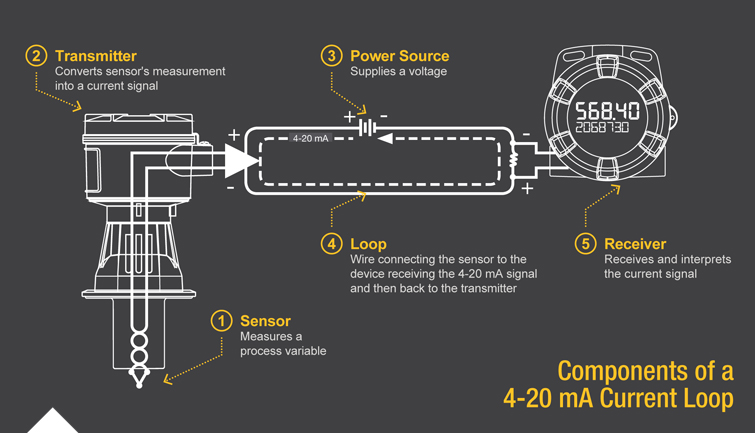 2 Transmitter
Converts sensor's measurement
into a current signal
3 Power Source
Supplies a voltage
568.40
2068730
+ -
4-20 mA
+
-
-
+
4 Loop
Wire connecting the sensor to the
device receiving the 4-20 mA signal
and then back to the transmitter
5 Receiver
Receives and interprets
the current signal
1 Sensor
Measures a
process variable
Components of a
4-20 mA Current Loop